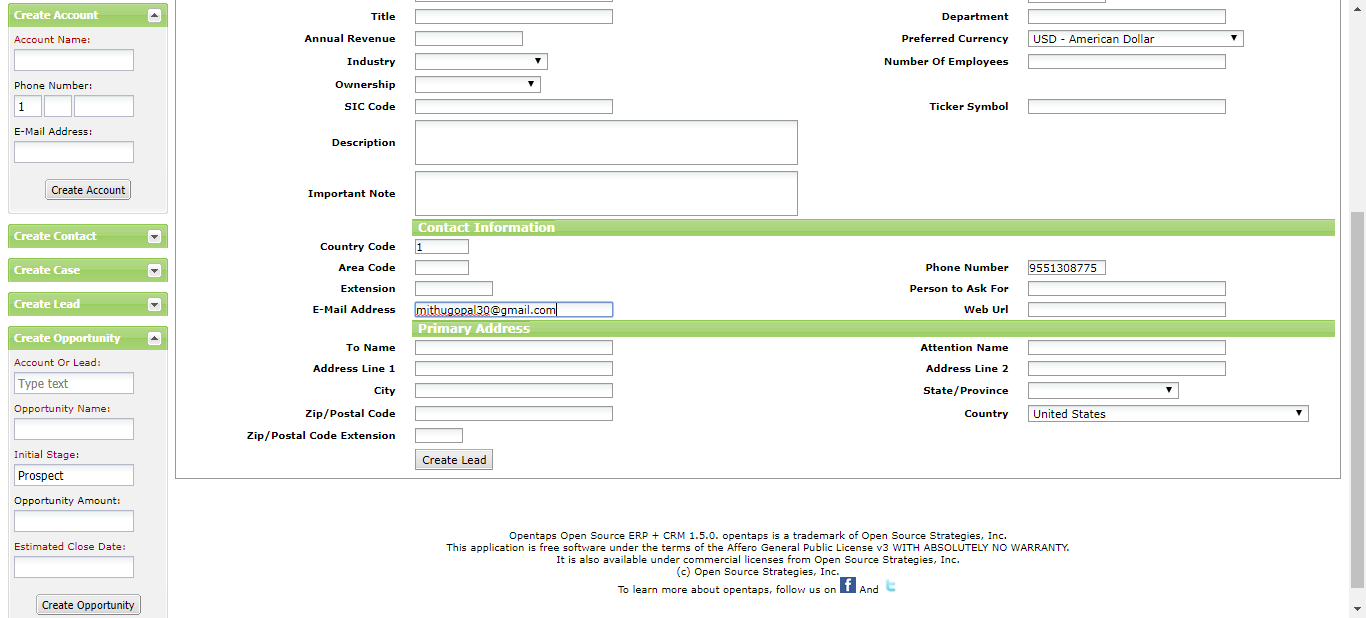 Create Account
Account Name:
Phone Number:
1
E-Mail Address:
Create Account
Create Contact
Create Case
Create Lead
Create Opportunity
Account Or Lead:
Type text
Opportunity Name:
Initial Stage:
Prospect
Opportunity Amount:
Estimated Close Date:
Create Opportunity
Title Department
Annual Revenue Preferred Currency USD - American Dollar
Industry Number Of Employees
Ownership
SIC Code Ticker Symbol
Description
Important Note
Contact Information
Country Code 1
Area Code Phone Number 9551308775
Extension Person to Ask For
E-Mail Address mithugopal30@gmail.com Web Url
Primary Address
To Name Attention Name
Address Line 1 Address Line 2
City State/Province
Zip/Postal Code Country United States
Zip/Postal Code Extension
Create Lead
Opentaps Open Source ERP + CRM 1.5.0. opentaps is a trademark of Open Source Strategies, Inc.
This application is free software under the terms of the Affero General Public License v3 WITH ABSOLUTELY NO WARRANTY.
It is also available under commercial licenses from Open Source Strategies, Inc.
(c) Open Source Strategies, Inc.
To learn more about opentaps, follow us on f And t